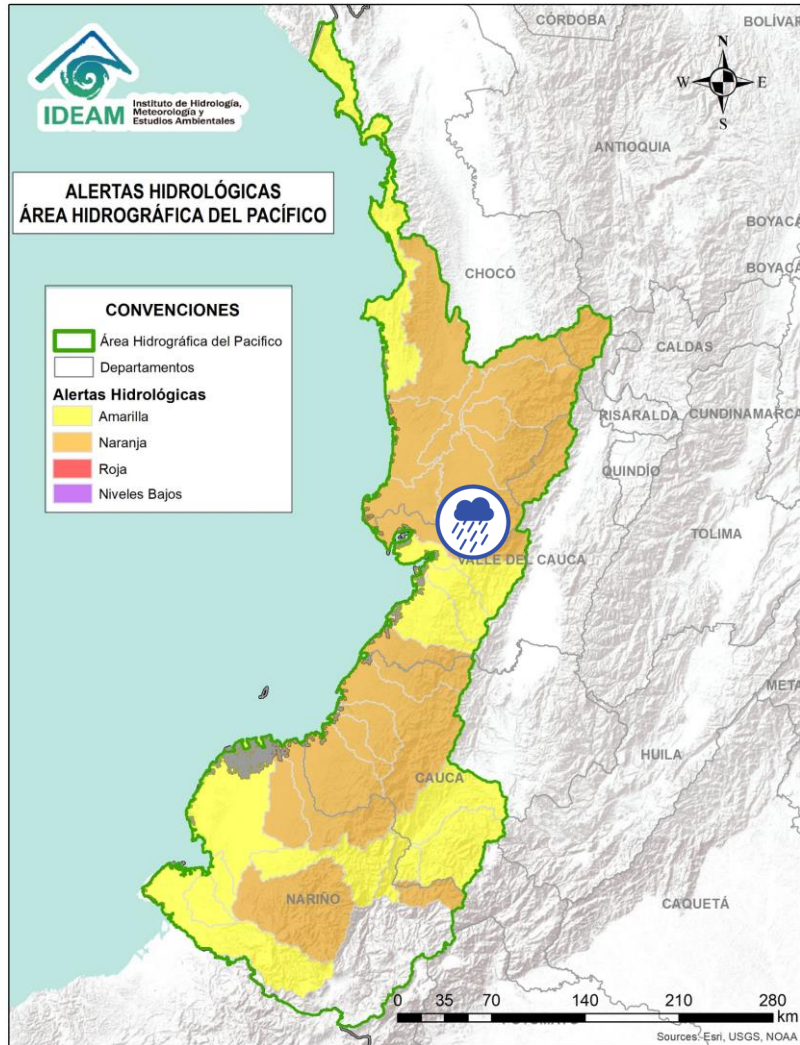 CÓRDOBA
BOLÍVAR
N
W
E
S
IDEAM
Instituto de Hidrología,
Meteorología y
Estudios Ambientales
ANTIOQUIA
ALERTAS HIDROLÓGICAS
ÁREA HIDROGRÁFICA DEL PACÍFICO
BOYACÁ
BOYACÁ
CHOCÓ
CONVENCIONES
Área Hidrográfica del Pacifico
Departamentos
Alertas Hidrológicas
Amarilla
Naranja
Roja
Niveles Bajos
CALDAS
RISARALDA
CUNDINAMARCA
QUINDÍO
TOLIMA
VALLE DEL CAUCA
META
HUILA
CAUCA
NARIÑO
CAQUETÁ
0 35 70 140 210 280
km
Sources: Esri, USGS, NOAA